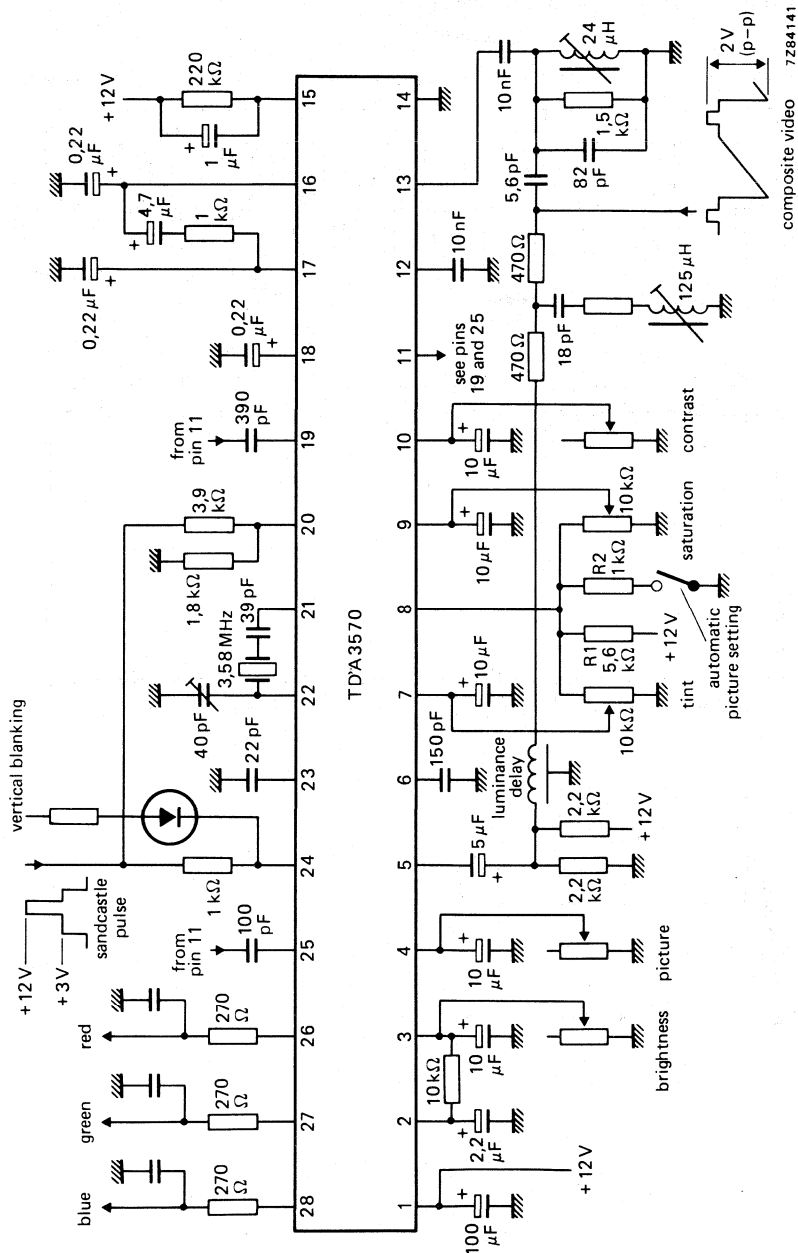 vertical blanking
+12 V
+3 V
sandcastle
pulse
blue
green
red
from
pin 11
from
pin 11
+12 V
270
Ω
270
Ω
270
Ω
100
pF
1 kΩ
22 pF
40 pF
3,58 MHz
39 pF
1,8 kΩ
3,9
kΩ
390
pF
0,22
μF
+
0,22 μF
+
4,7
μF
+
1
kΩ
0,22
μF
+
1
μF
+
220
kΩ
28
27
26
25
24
23
22
21
20
19
18
17
16
15
TDA3570
1
2
3
4
5
6
7
8
9
10
11
12
13
14
100
μF
+
+12 V
2,2
μF
+
10 kΩ
10
μF
+
brightness
10
μF
+
picture
5 μF
+
2,2
kΩ
2,2
kΩ
+12 V
luminance
delay
150 pF
10 μF
+
10 kΩ
tint
R1
5,6
kΩ
+12 V
R2
1 kΩ
automatic
picture setting
10 μF
+
10 kΩ
saturation
10
μF
+
contrast
see pins
19 and 25
470 Ω
470 Ω
18 pF
125 μH
10 nF
5,6 pF
82
pF
1,5
kΩ
24
μH
10 nF
2 V
(p–p)
composite video
7Z84141